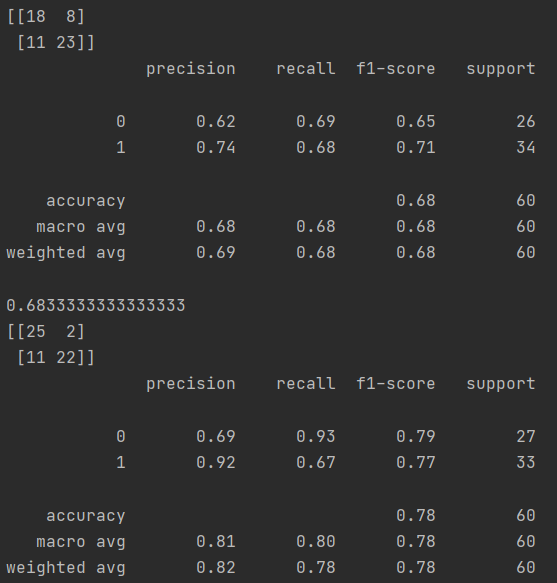 [[18  8]
 [11 23]]
              precision    recall  f1-score   support

           0       0.62      0.69      0.65        26
           1       0.74      0.68      0.71        34

    accuracy                           0.68        60
   macro avg       0.68      0.68      0.68        60
weighted avg       0.69      0.68      0.68        60

0.6833333333333333
[[25  2]
 [11 22]]
              precision    recall  f1-score   support

           0       0.69      0.93      0.79        27
           1       0.92      0.67      0.77        33

    accuracy                           0.78        60
   macro avg       0.81      0.80      0.78        60
weighted avg       0.82      0.78      0.78        60